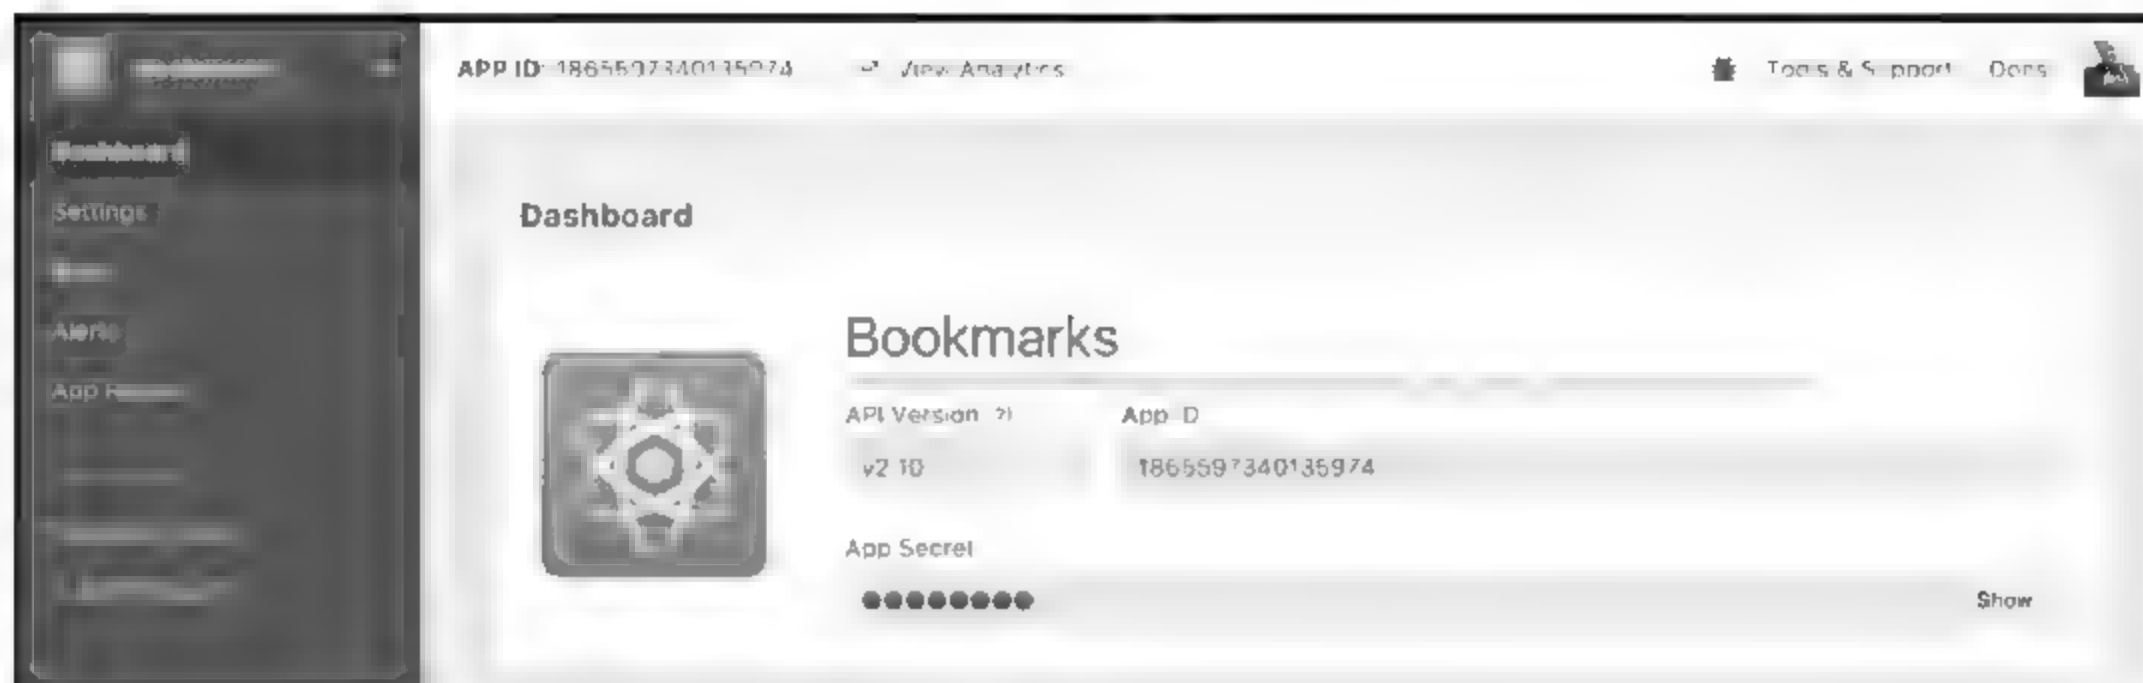 APP ID: 1865597340135974 View Analytics Tools & Support Docs
Dashboard
Settings
Alerts
App
Dashboard
Bookmarks
API Version App ID
v2.10 1865597340135974
App Secret
●●●●●●●● Show